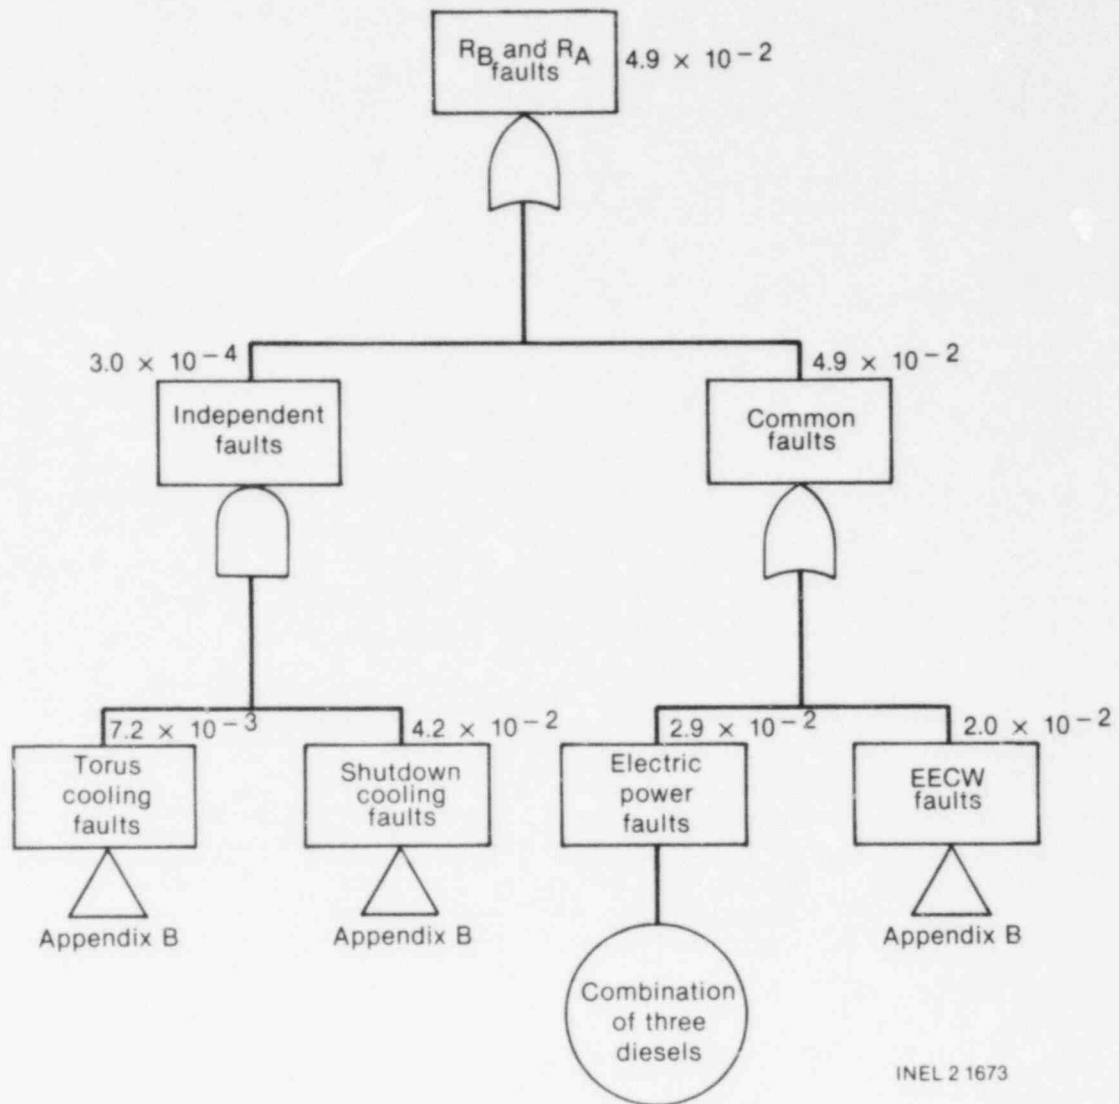 R_B and R_A
faults
4.9 × 10⁻²
3.0 × 10⁻⁴
Independent
faults
4.9 × 10⁻²
Common
faults
7.2 × 10⁻³
Torus
cooling
faults
Appendix B
4.2 × 10⁻²
Shutdown
cooling
faults
Appendix B
2.9 × 10⁻²
Electric
power
faults
Combination
of three
diesels
2.0 × 10⁻²
EECW
faults
Appendix B
INEL 2 1673